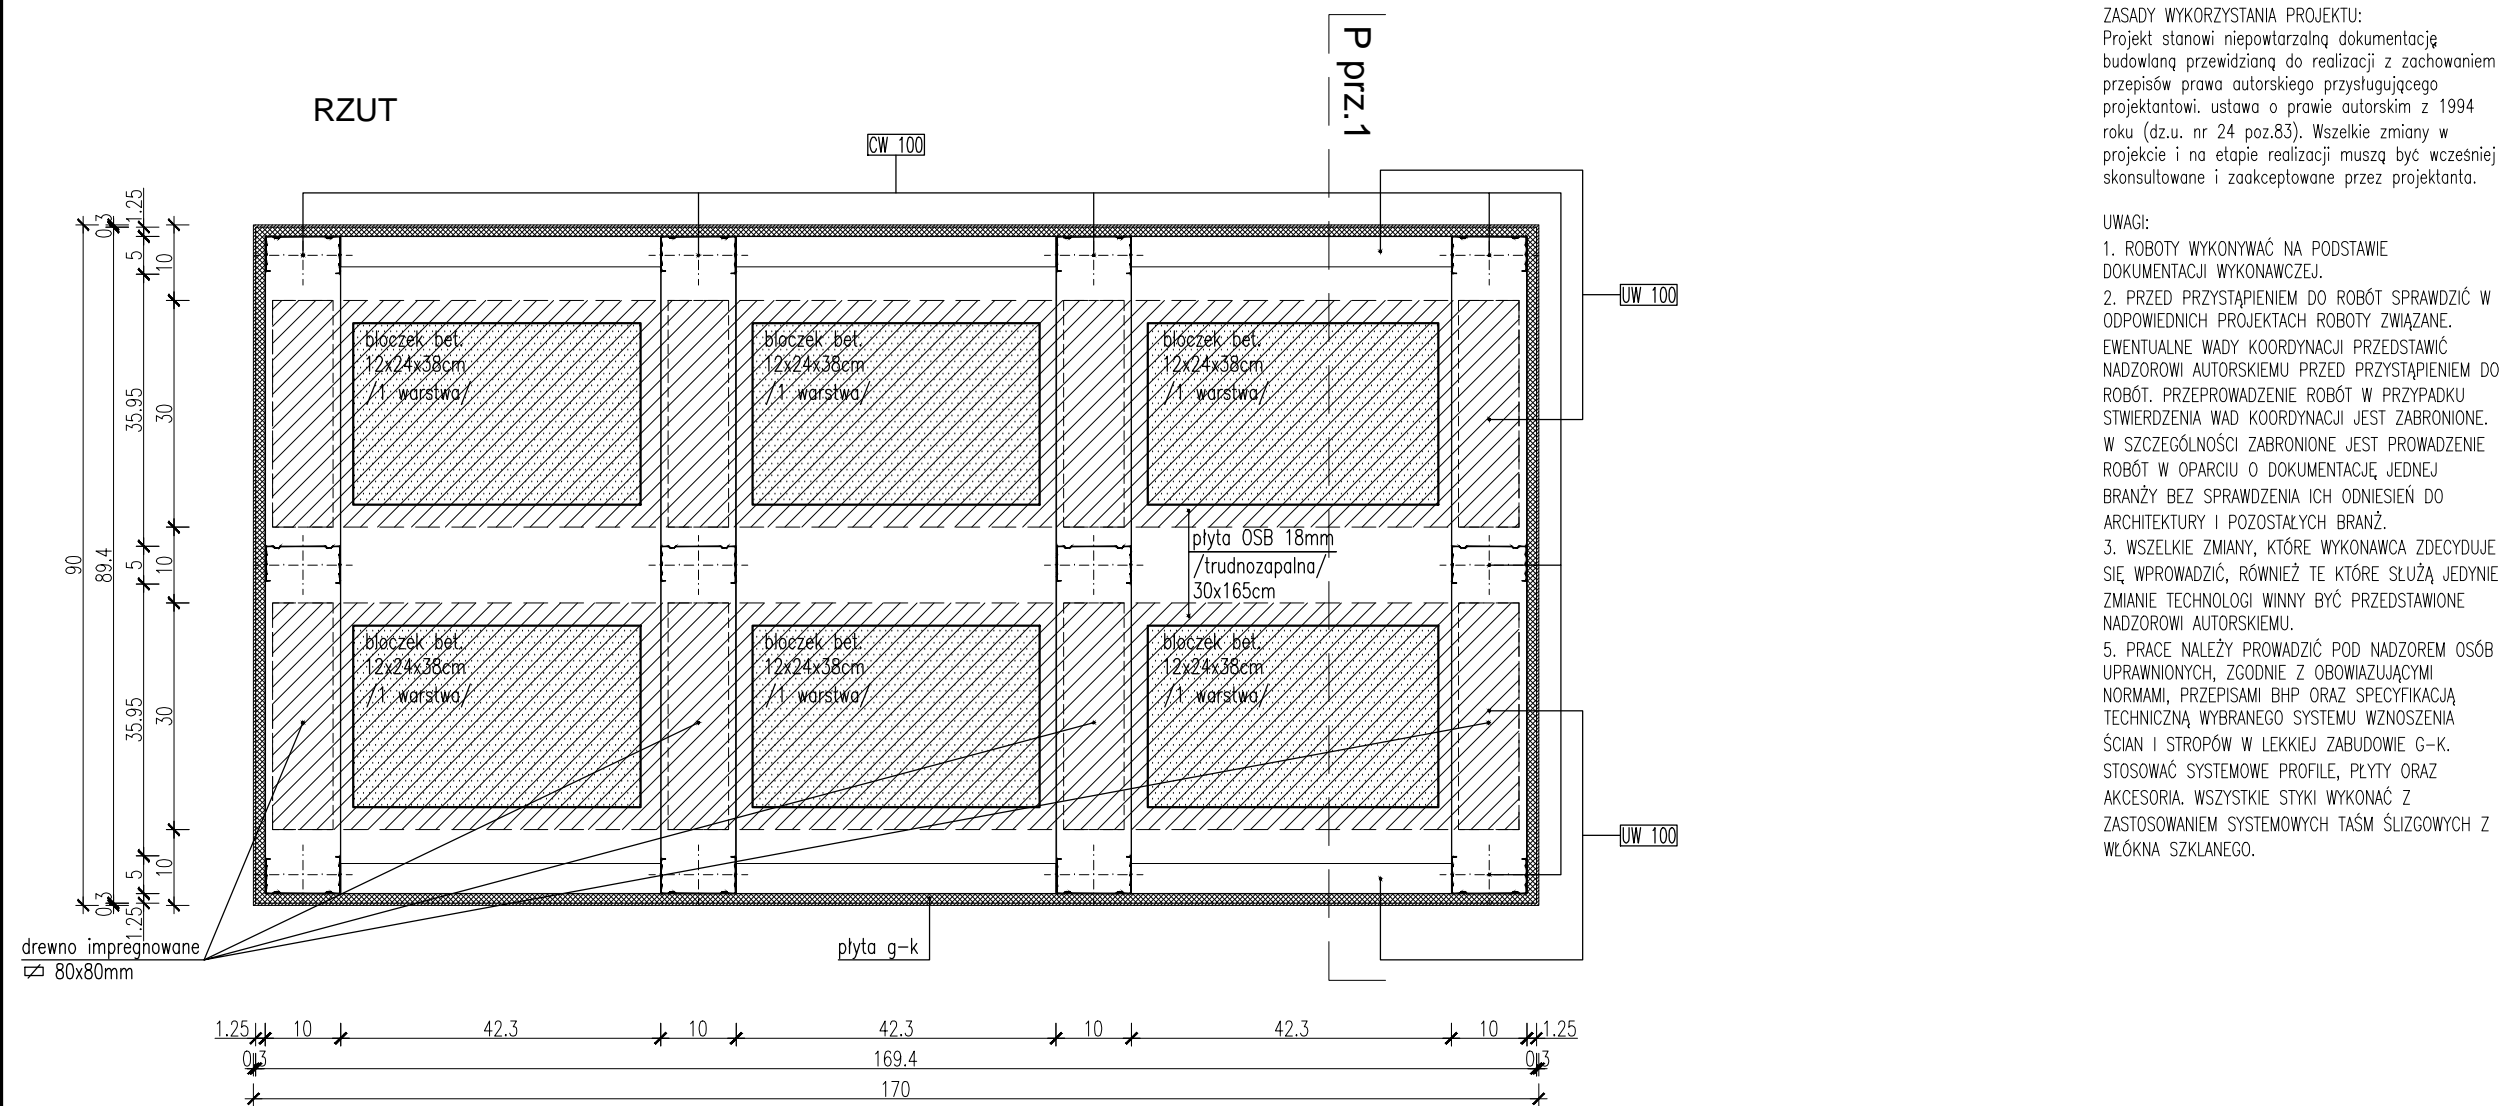 RZUT
P prz.1
CW 100
UW 100
UW 100
bloczek bet.
12x24x38cm
/1 warstwa/
bloczek bet.
12x24x38cm
/1 warstwa/
bloczek bet.
12x24x38cm
/1 warstwa/
płyta OSB 18mm
/trudnozapalna/
30x165cm
bloczek bet.
12x24x38cm
/1 warstwa/
bloczek bet.
12x24x38cm
/1 warstwa/
bloczek bet.
12x24x38cm
/1 warstwa/
drewno impregnowane
80x80mm
płyta g-k
90
0.3
89.4
0.3
1.25
5
35.95
5
35.95
5
1.25
10
30
10
30
10
1.25
10
42.3
10
42.3
10
42.3
10
1.25
0.3
169.4
0.3
170
ZASADY WYKORZYSTANIA PROJEKTU:
Projekt stanowi niepowtarzalną dokumentację
budowlaną przewidzianą do realizacji z zachowaniem
przepisów prawa autorskiego przysługującego
projektantowi. ustawa o prawie autorskim z 1994
roku (dz.u. nr 24 poz.83). Wszelkie zmiany w
projekcie i na etapie realizacji muszą być wcześniej
skonsultowane i zaakceptowane przez projektanta.
UWAGI:
1. ROBOTY WYKONYWAĆ NA PODSTAWIE
DOKUMENTACJI WYKONAWCZEJ.
2. PRZED PRZYSTĄPIENIEM DO ROBÓT SPRAWDZIĆ W
ODPOWIEDNICH PROJEKTACH ROBOTY ZWIĄZANE.
EWENTUALNE WADY KOORDYNACJI PRZEDSTAWIĆ
NADZOROWI AUTORSKIEMU PRZED PRZYSTĄPIENIEM DO
ROBÓT. PRZEPROWADZENIE ROBÓT W PRZYPADKU
STWIERDZENIA WAD KOORDYNACJI JEST ZABRONIONE.
W SZCZEGÓLNOŚCI ZABRONIONE JEST PROWADZENIE
ROBÓT W OPARCIU O DOKUMENTACJĘ JEDNEJ
BRANŻY BEZ SPRAWDZENIA ICH ODNIESIEŃ DO
ARCHITEKTURY I POZOSTAŁYCH BRANŻ.
3. WSZELKIE ZMIANY, KTÓRE WYKONAWCA ZDECYDUJE
SIĘ WPROWADZIĆ, RÓWNIEŻ TE KTÓRE SŁUŻĄ JEDYNIE
ZMIANIE TECHNOLOGI WINNY BYĆ PRZEDSTAWIONE
NADZOROWI AUTORSKIEMU.
5. PRACE NALEŻY PROWADZIĆ POD NADZOREM OSÓB
UPRAWNIONYCH, ZGODNIE Z OBOWIAZUJĄCYMI
NORMAMI, PRZEPISAMI BHP ORAZ SPECYFIKACJĄ
TECHNICZNĄ WYBRANEGO SYSTEMU WZNOSZENIA
ŚCIAN I STROPÓW W LEKKIEJ ZABUDOWIE G-K.
STOSOWAĆ SYSTEMOWE PROFILE, PŁYTY ORAZ
AKCESORIA. WSZYSTKIE STYKI WYKONAĆ Z
ZASTOSOWANIEM SYSTEMOWYCH TAŚM ŚLIZGOWYCH Z
WŁÓKNA SZKLANEGO.